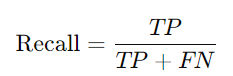 Recall = TP / (TP + FN)